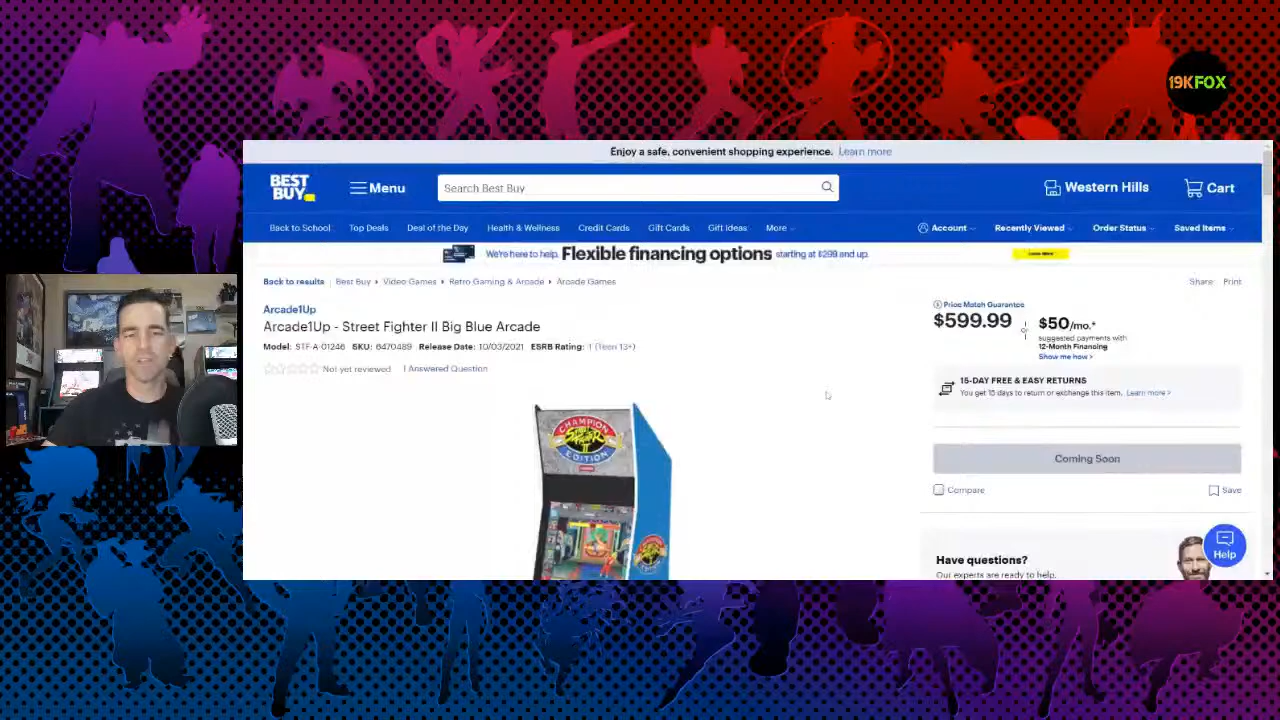 19KFOX
Enjoy a safe, convenient shopping experience. Learn more
BEST BUY
Menu
Search Best Buy
Western Hills
Cart
Back to School
Top Deals
Deal of the Day
Health & Wellness
Credit Cards
Gift Cards
Gift Ideas
More
Account
Recently Viewed
Order Status
Saved Items
We're here to help. Flexible financing options starting at $299 and up.
Back to results
Best Buy › Video Games › Retro Gaming & Arcade › Arcade Games
Share
Print
Arcade1Up
Arcade1Up - Street Fighter II Big Blue Arcade
Model: STF-A-01246 SKU: 6470489 Release Date: 10/03/2021 ESRB Rating: T (Teen 13+)
Not yet reviewed
1 Answered Question
Price Match Guarantee
$599.99
or
$50/mo.*
suggested payments with
12-Month Financing
Show me how >
15-DAY FREE & EASY RETURNS
You get 15 days to return or exchange this item. Learn more >
Coming Soon
Compare
Save
Have questions?
Our experts are ready to help.
Help
CHAMPION
Street Fighter II
EDITION